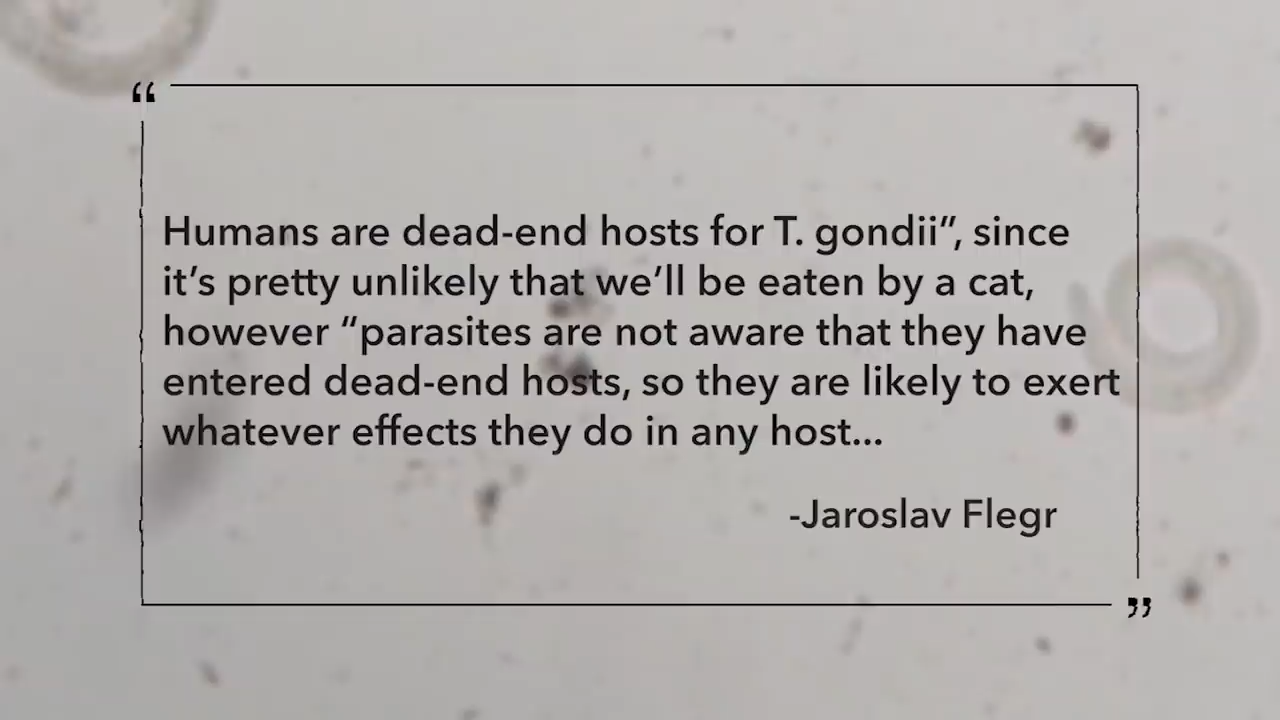 “
Humans are dead-end hosts for T. gondii”, since
it’s pretty unlikely that we’ll be eaten by a cat,
however “parasites are not aware that they have
entered dead-end hosts, so they are likely to exert
whatever effects they do in any host...
-Jaroslav Flegr
”